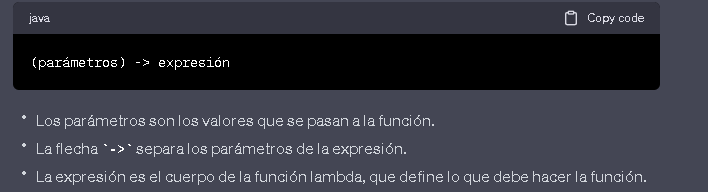 java
Copy code
(parámetros) -> expresión
• Los parámetros son los valores que se pasan a la función.
• La flecha `->` separa los parámetros de la expresión.
• La expresión es el cuerpo de la función lambda, que define lo que debe hacer la función.